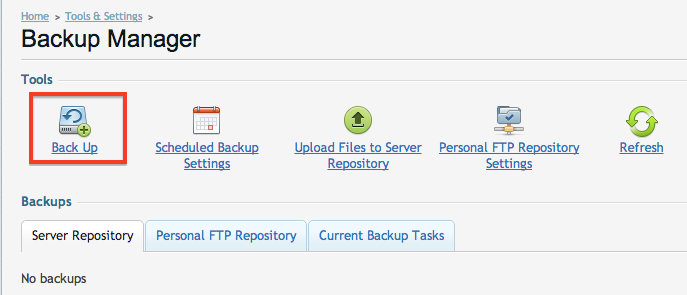 Home > Tools & Settings >
Backup Manager
Tools
Back Up
Scheduled Backup Settings
Upload Files to Server Repository
Personal FTP Repository Settings
Refresh
Backups
Server Repository
Personal FTP Repository
Current Backup Tasks
No backups